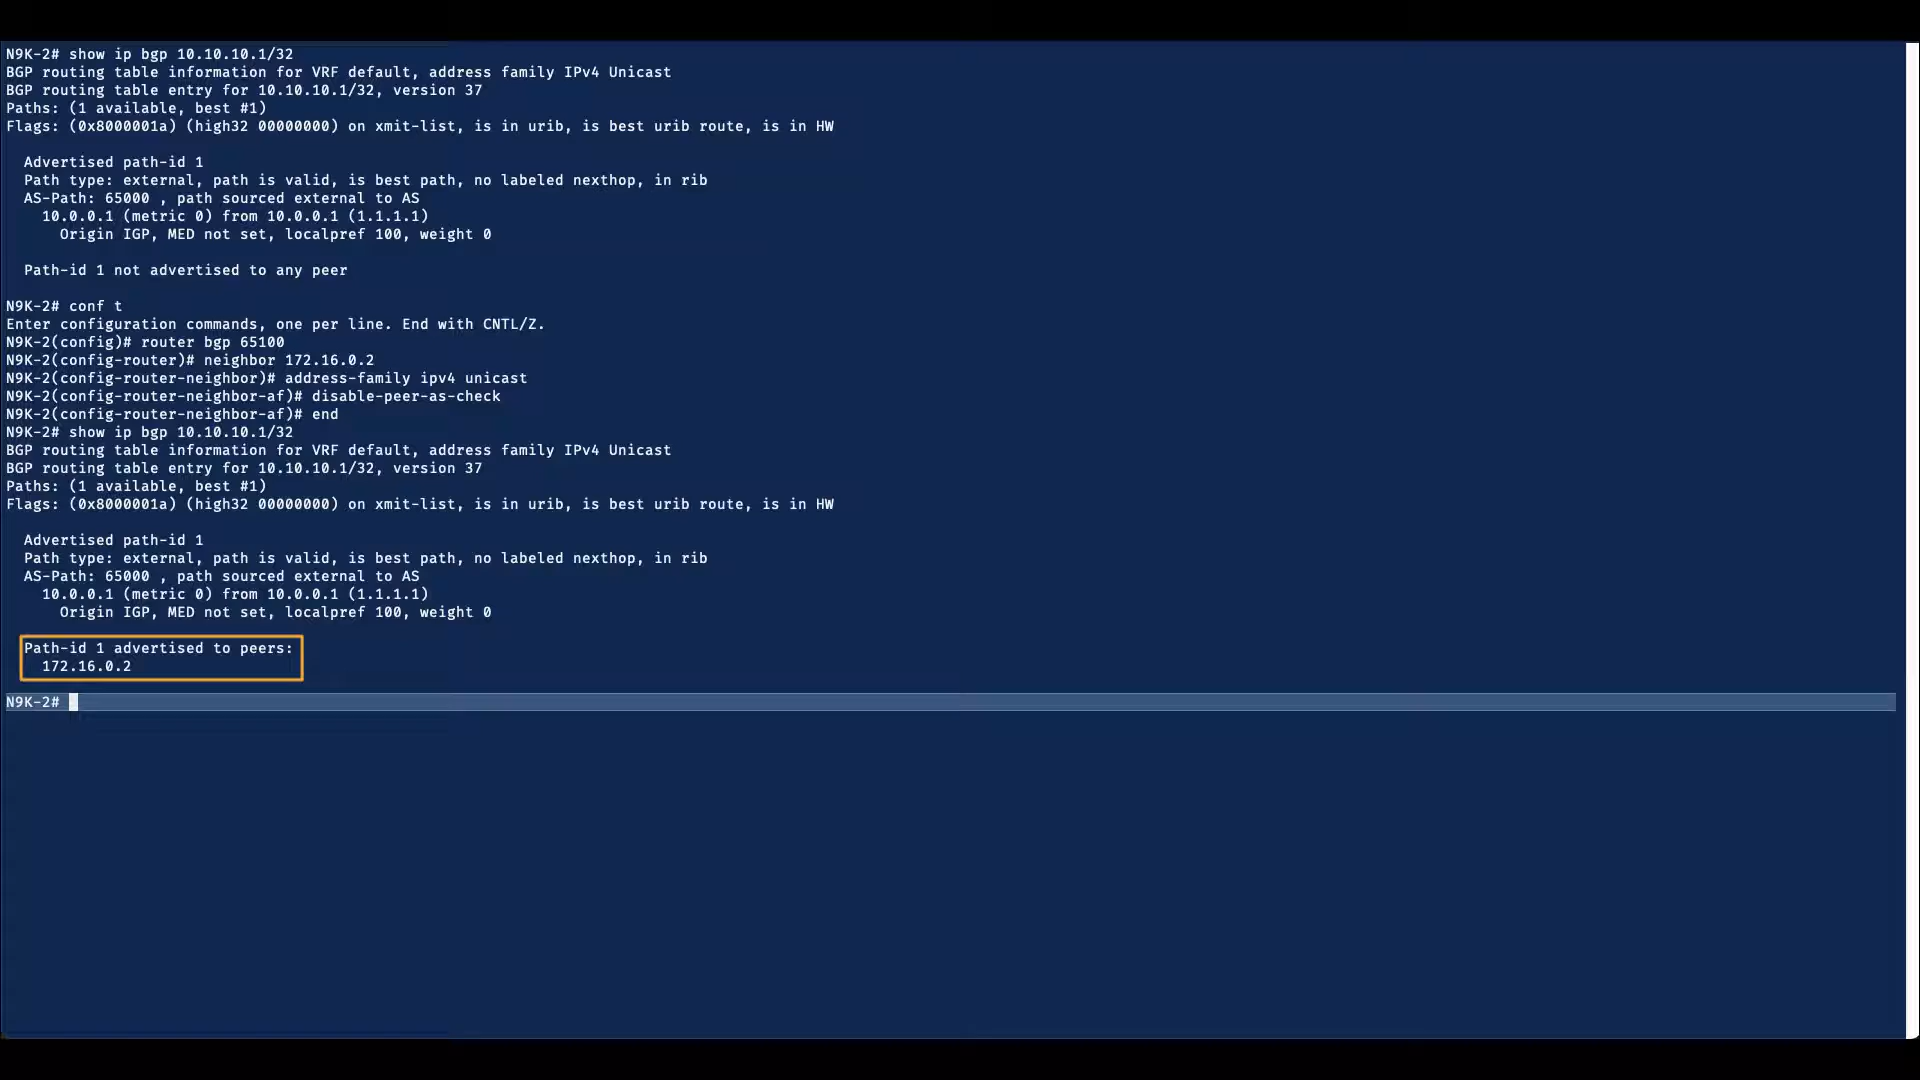 N9K-2# show ip bgp 10.10.10.1/32
BGP routing table information for VRF default, address family IPv4 Unicast
BGP routing table entry for 10.10.10.1/32, version 37
Paths: (1 available, best #1)
Flags: (0x8000001a) (high32 00000000) on xmit-list, is in urib, is best urib route, is in HW
Advertised path-id 1
Path type: external, path is valid, is best path, no labeled nexthop, in rib
AS-Path: 65000 , path sourced external to AS
10.0.0.1 (metric 0) from 10.0.0.1 (1.1.1.1)
Origin IGP, MED not set, localpref 100, weight 0
Path-id 1 not advertised to any peer
N9K-2# conf t
Enter configuration commands, one per line. End with CNTL/Z.
N9K-2(config)# router bgp 65100
N9K-2(config-router)# neighbor 172.16.0.2
N9K-2(config-router-neighbor)# address-family ipv4 unicast
N9K-2(config-router-neighbor-af)# disable-peer-as-check
N9K-2(config-router-neighbor-af)# end
N9K-2# show ip bgp 10.10.10.1/32
BGP routing table information for VRF default, address family IPv4 Unicast
BGP routing table entry for 10.10.10.1/32, version 37
Paths: (1 available, best #1)
Flags: (0x8000001a) (high32 00000000) on xmit-list, is in urib, is best urib route, is in HW
Advertised path-id 1
Path type: external, path is valid, is best path, no labeled nexthop, in rib
AS-Path: 65000 , path sourced external to AS
10.0.0.1 (metric 0) from 10.0.0.1 (1.1.1.1)
Origin IGP, MED not set, localpref 100, weight 0
Path-id 1 advertised to peers:
172.16.0.2
N9K-2#